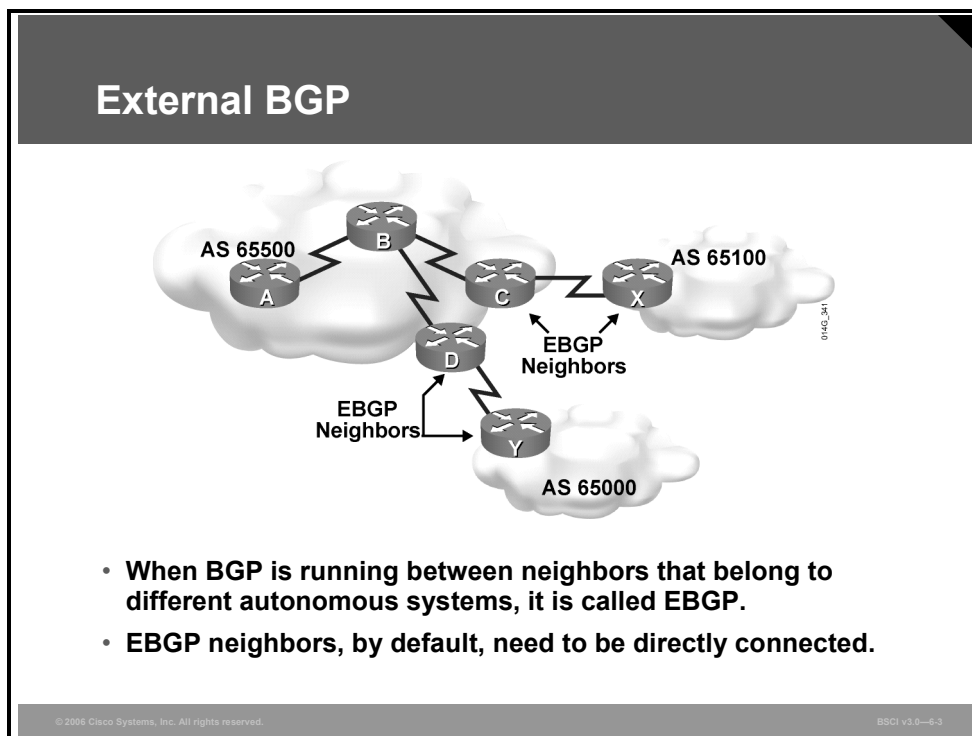 External BGP
AS 65500
B
AS 65100
A
C
X
014G_341
EBGP
Neighbors
D
EBGP
Neighbors
Y
AS 65000
• When BGP is running between neighbors that belong to
different autonomous systems, it is called EBGP.
• EBGP neighbors, by default, need to be directly connected.
© 2006 Cisco Systems, Inc. All rights reserved.
BSCI v3.0—6-3